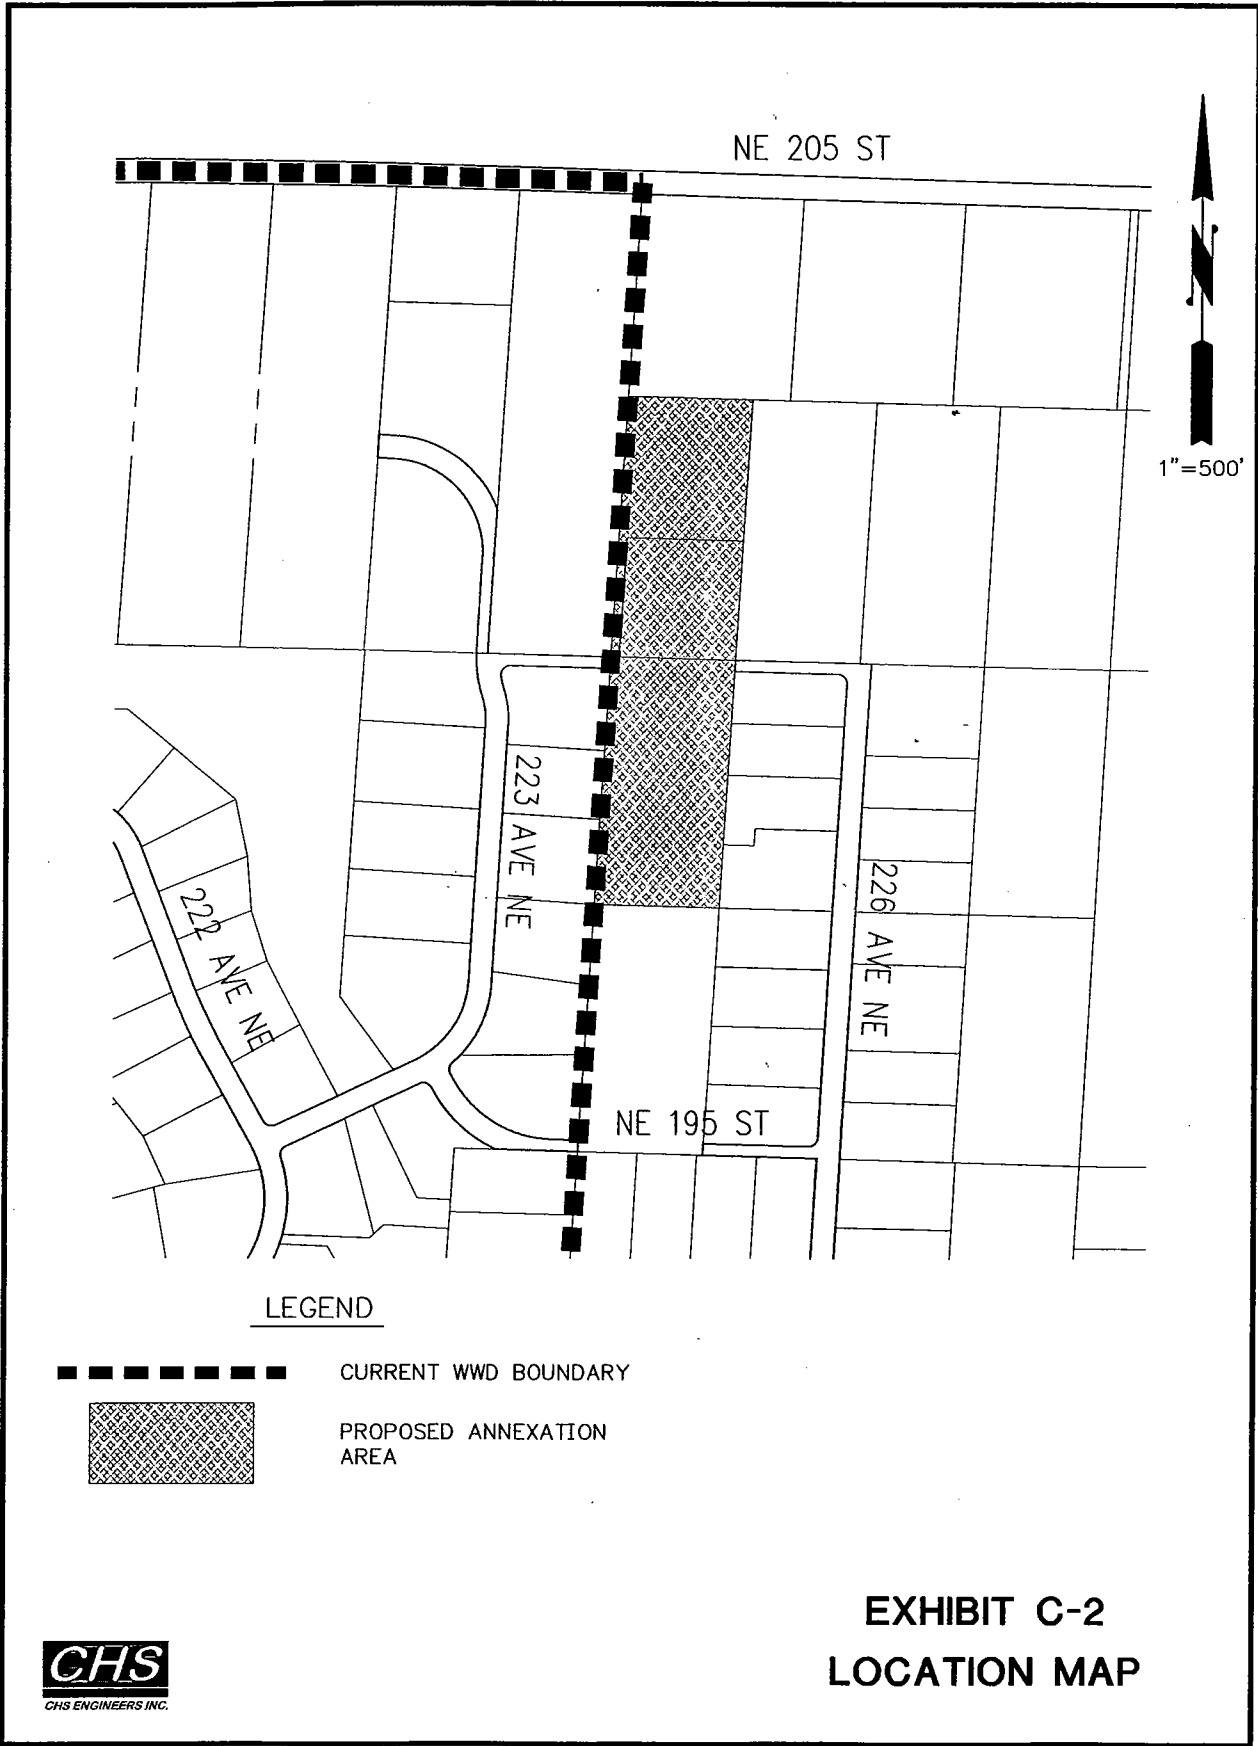 NE 205 ST
N
1"=500'
223 AVE NE
222 AVE NE
226 AVE NE
NE 195 ST
LEGEND
CURRENT WWD BOUNDARY
PROPOSED ANNEXATION
AREA
EXHIBIT C-2
LOCATION MAP
CHS
CHS ENGINEERS INC.